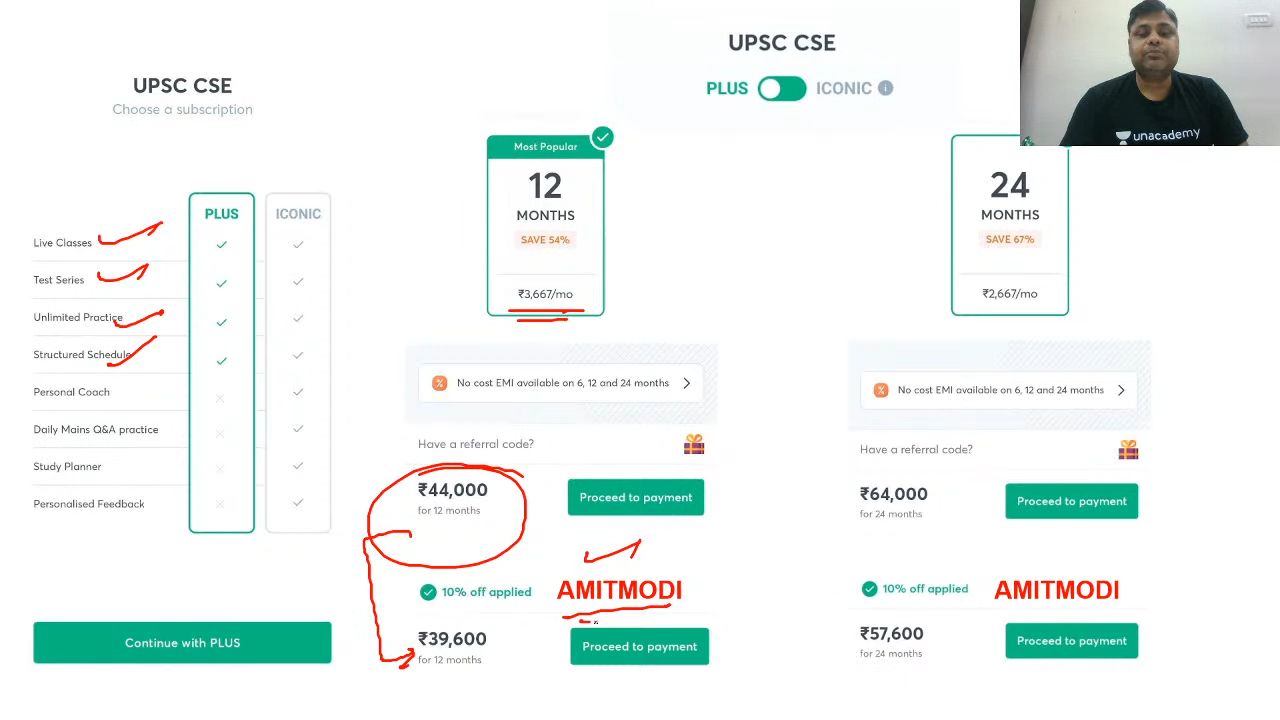 UPSC CSE
Choose a subscription
PLUS
ICONIC
Live Classes
Test Series
Unlimited Practice
Structured Schedule
Personal Coach
Daily Mains Q&A practice
Study Planner
Personalised Feedback
Continue with PLUS
UPSC CSE
PLUS ICONIC i
Most Popular
12
MONTHS
SAVE 54%
₹3,667/mo
No cost EMI available on 6, 12 and 24 months
Have a referral code?
₹44,000
for 12 months
Proceed to payment
10% off applied
AMITMODI
₹39,600
for 12 months
Proceed to payment
24
MONTHS
SAVE 67%
₹2,667/mo
No cost EMI available on 6, 12 and 24 months
Have a referral code?
₹64,000
for 24 months
Proceed to payment
10% off applied
AMITMODI
₹57,600
for 24 months
Proceed to payment
unacademy